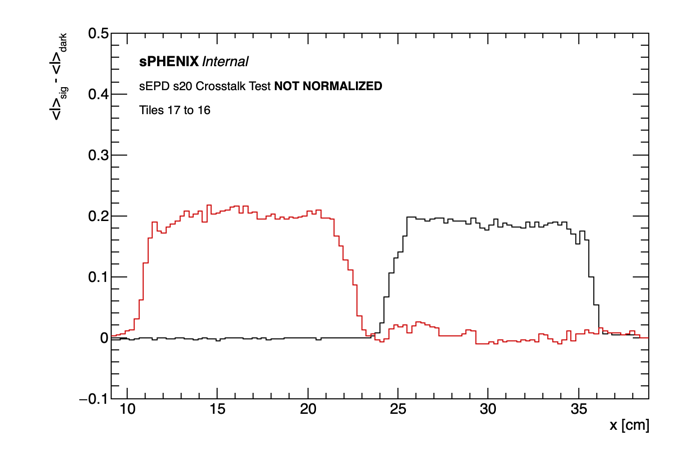 <I>sig - <I>dark
0.5
sPHENIX Internal
sEPD s20 Crosstalk Test NOT NORMALIZED
0.4
Tiles 17 to 16
0.3
0.2
0.1
0
−0.1
10 15 20 25 30 35
x [cm]